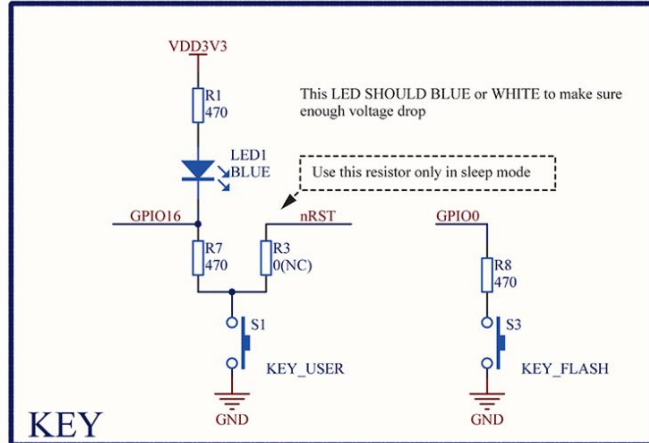 VDD3V3
R1
470
This LED SHOULD BLUE or WHITE to make sure
enough voltage drop
LED1
BLUE
Use this resistor only in sleep mode
GPIO16
nRST
GPIO0
R7
470
R3
0(NC)
R8
470
S1
S3
KEY_USER
KEY_FLASH
GND
GND
KEY